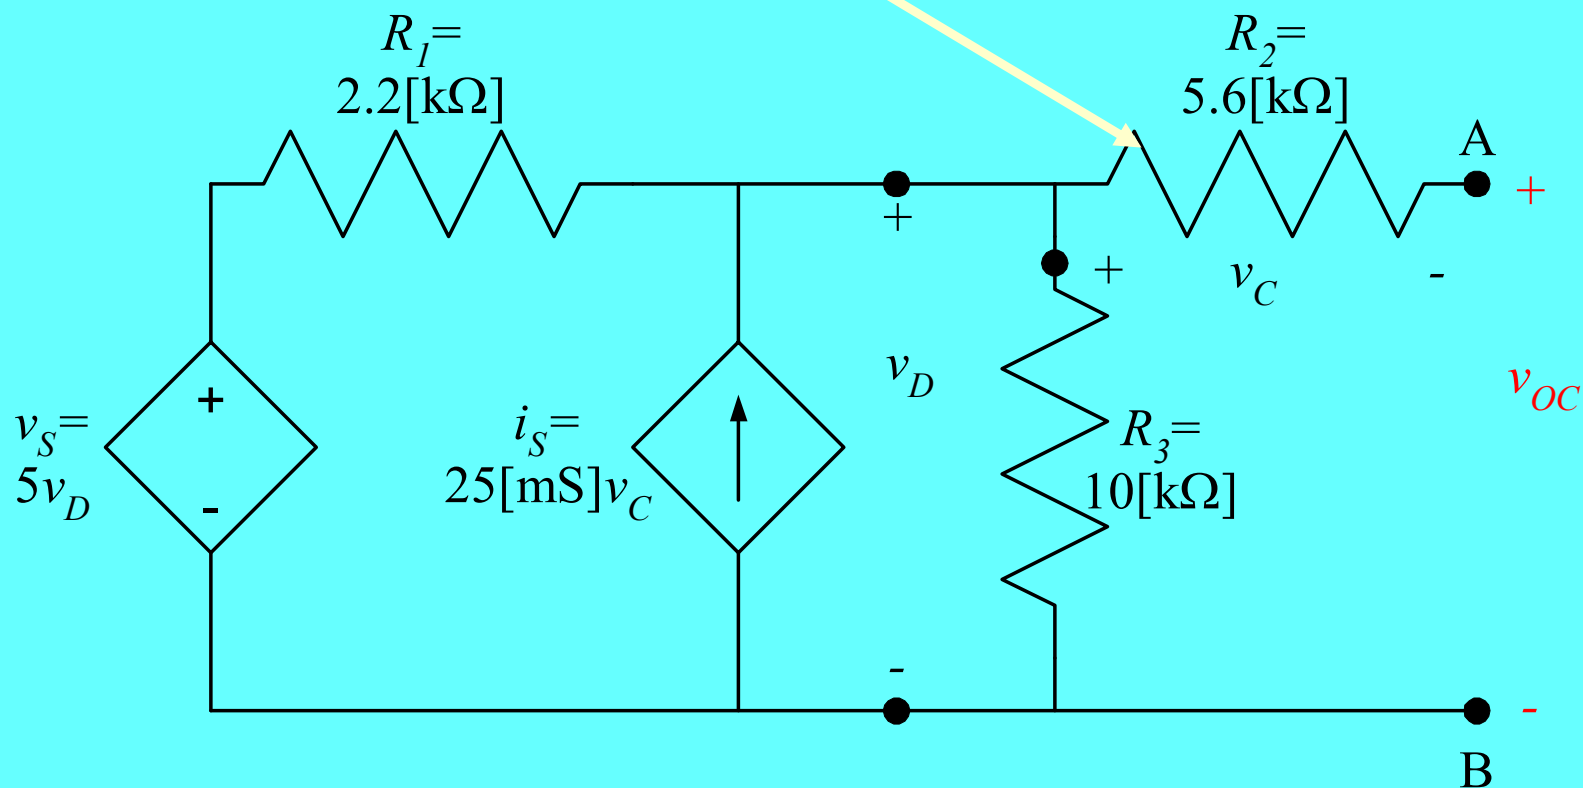 R1=
2.2[kΩ]
R2=
5.6[kΩ]
A
+
+
+
vC
-
vD
vOC
+
vS=
5vD
-
iS=
25[mS]vC
R3=
10[kΩ]
-
-
B